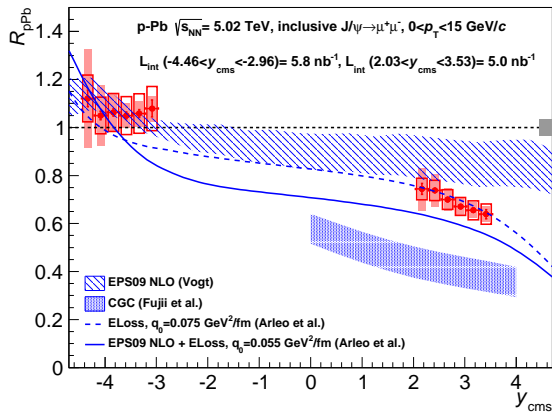 p-Pb √s_NN= 5.02 TeV, inclusive J/ψ→μ⁺μ⁻, 0<p_T<15 GeV/c
L_int (-4.46<y_cms<-2.96)= 5.8 nb⁻¹, L_int (2.03<y_cms<3.53)= 5.0 nb⁻¹
R_pPb
1.4
1.2
1
0.8
0.6
0.4
0.2
0
EPS09 NLO (Vogt)
CGC (Fujii et al.)
ELoss, q₀=0.075 GeV²/fm (Arleo et al.)
EPS09 NLO + ELoss, q₀=0.055 GeV²/fm (Arleo et al.)
-4 -3 -2 -1 0 1 2 3 4
y_cms